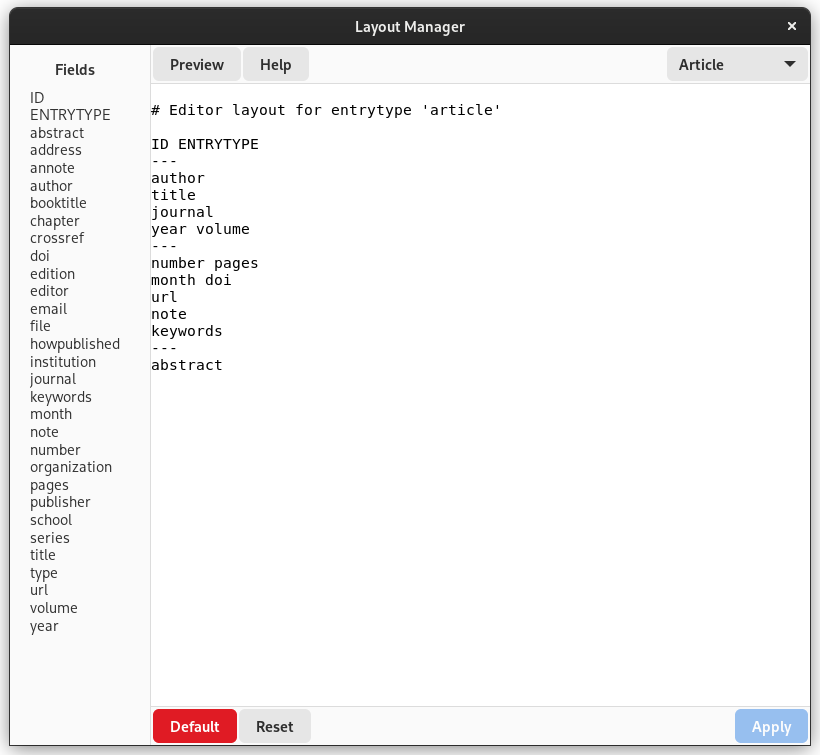 Layout Manager
Fields
ID
ENTRYTYPE
abstract
address
annote
author
booktitle
chapter
crossref
doi
edition
editor
email
file
howpublished
institution
journal
keywords
month
note
number
organization
pages
publisher
school
series
title
type
url
volume
year
Preview
Help
Article
# Editor layout for entrytype 'article'
ID ENTRYTYPE
---
author
title
journal
year volume
---
number pages
month doi
url
note
keywords
---
abstract
Default
Reset
Apply